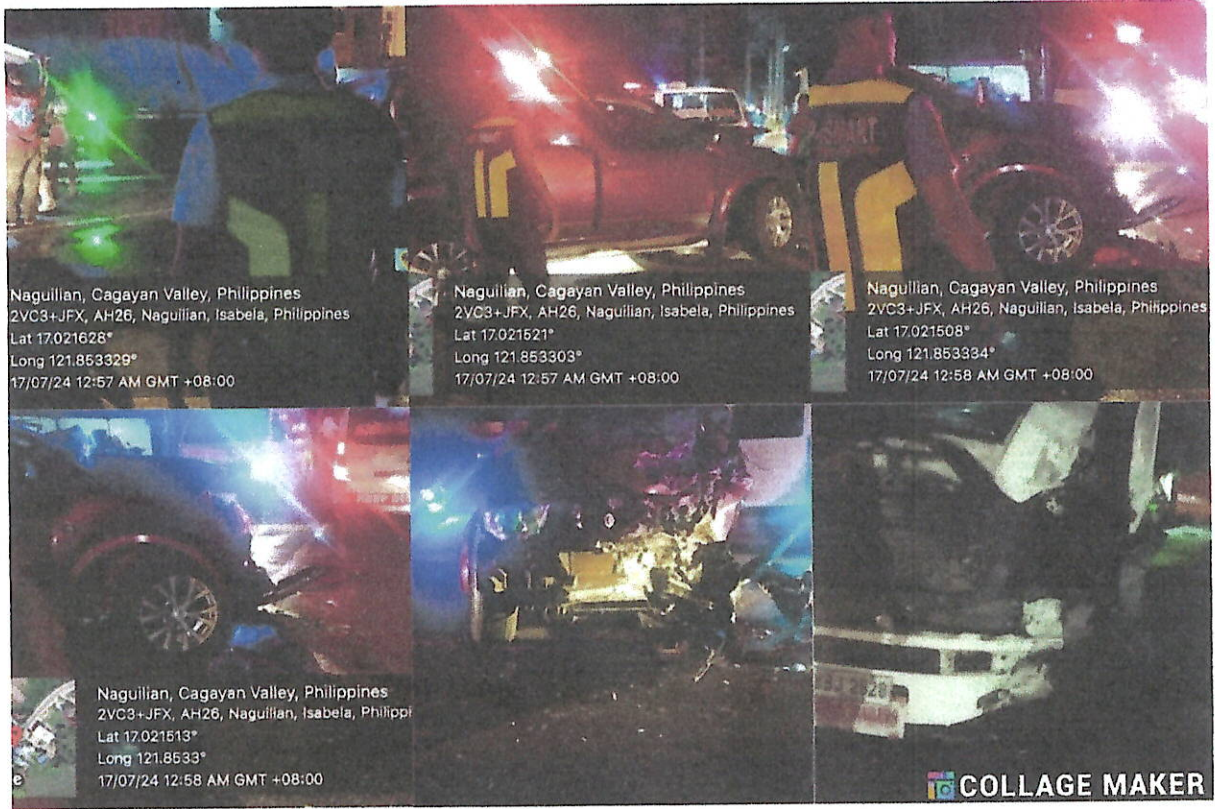 Naguilian, Cagayan Valley, Philippines
2VC3+JFX, AH26, Naguilian, Isabela, Philippines
Lat 17.021628°
Long 121.853329°
17/07/24 12:57 AM GMT +08:00
Naguilian, Cagayan Valley, Philippines
2VC3+JFX, AH26, Naguilian, Isabela, Philippines
Lat 17.021521°
Long 121.853303°
17/07/24 12:57 AM GMT +08:00
Naguilian, Cagayan Valley, Philippines
2VC3+JFX, AH26, Naguilian, Isabela, Philippines
Lat 17.021508°
Long 121.853334°
17/07/24 12:58 AM GMT +08:00
Naguilian, Cagayan Valley, Philippines
2VC3+JFX, AH26, Naguilian, Isabela, Philippi
Lat 17.021513°
Long 121.8533°
17/07/24 12:58 AM GMT +08:00
COLLAGE MAKER